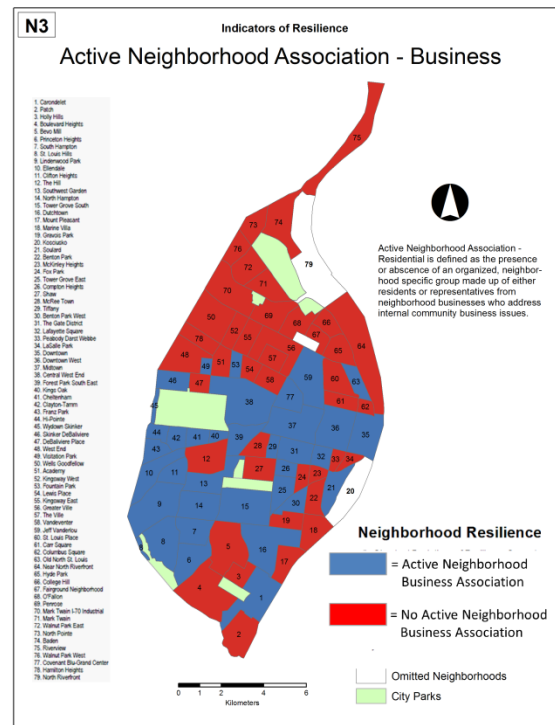 N3
Indicators of Resilience
Active Neighborhood Association - Business
1. Carondelet
2. Patch
3. Holly Hills
4. Boulevard Heights
5. Bevo Mill
6. Princeton Heights
7. South Hampton
8. St. Louis Hills
9. Lindenwood Park
10. Ellendale
11. Clifton Heights
12. The Hill
13. Southwest Garden
14. North Hampton
15. Tower Grove South
16. Dutchtown
17. Mount Pleasant
18. Marine Villa
19. Gravois Park
20. Kosciusko
21. Soulard
22. Benton Park
23. McKinley Heights
24. Fox Park
25. Tower Grove East
26. Compton Heights
27. Shaw
28. McRee Town
29. Tiffany
30. Benton Park West
31. The Gate District
32. Lafayette Square
33. Peabody Darst Webbe
34. LaSalle Park
35. Downtown
36. Downtown West
37. Midtown
38. Central West End
39. Forest Park South East
40. Kings Oak
41. Cheltenham
42. Clayton-Tamm
43. Franz Park
44. Hi-Pointe
45. Wydown Skinker
46. Skinker DeBaliviere
47. DeBaliviere Place
48. West End
49. Visitation Park
50. Wells Goodfellow
51. Academy
52. Kingsway West
53. Fountain Park
54. Lewis Place
55. Kingsway East
56. Greater Ville
57. The Ville
58. Vandeventer
59. Jeff Vanderlou
60. St. Louis Place
61. Carr Square
62. Columbus Square
63. Old North St. Louis
64. Near North Riverfront
65. Hyde Park
66. College Hill
67. Fairground Neighborhood
68. O'Fallon
69. Penrose
70. Mark Twain I-70 Industrial
71. Mark Twain
72. Walnut Park East
73. North Pointe
74. Baden
75. Riverview
76. Walnut Park West
77. Covenant Blu-Grand Center
78. Hamilton Heights
79. North Riverfront
Active Neighborhood Association -
Residential is defined as the presence
or abscence of an organized, neighbor-
hood specific group made up of either
residents or representatives from
neighborhood businesses who address
internal community business issues.
75
73 74
76
79
72
71
70
69
50 68 66
67
52 55 56 65 64
78
57
48 51 53
49 54 59 60 63
46 47 58
77 61 62
45 38
37 36 35
44 42 41 40 39
43 28 29 31 32 33 34
12 27 26
10 11 24 23
13 25 21 20
22
9 14 15 30
7 19 18
8 5 16
6 17
3
4 1
2
Neighborhood Resilience
= Active Neighborhood
Business Association
= No Active Neighborhood
Business Association
Omitted Neighborhoods
City Parks
0 1 2 4 6
Kilometers